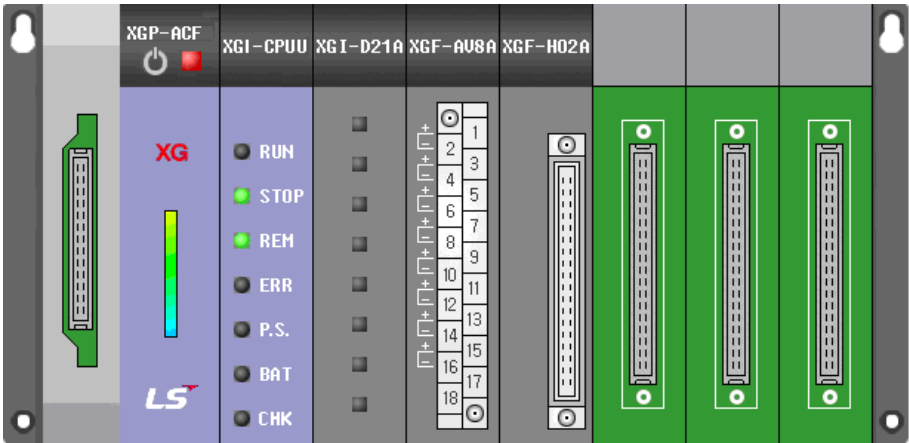 XGP-ACF
XGI-CPUU
XGI-D21A
XGF-AV8A
XGF-HO2A
XG
LS
RUN
STOP
REM
ERR
P.S.
BAT
CHK
1
2
3
4
5
6
7
8
9
10
11
12
13
14
15
16
17
18